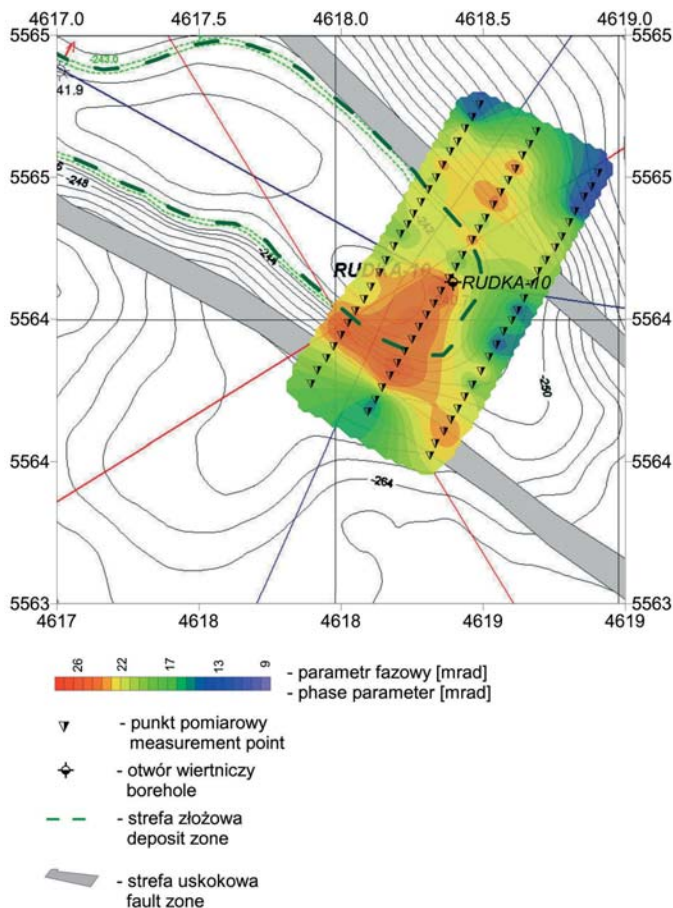 4617.0 4617.5 4618.0 4618.5 4619.0
5565 5565
-243.0
41.9
5565 5565
-248
-242
-244
RUDKA-10
RUDKA-10
5564 5564
-250
5564 5564
-264
5563 5563
4617 4618 4618 4619 4619
26 22 17 13 9
- parametr fazowy [mrad]
- phase parameter [mrad]
- punkt pomiarowy
measurement point
- otwór wiertniczy
borehole
- strefa złożowa
deposit zone
- strefa uskokowa
fault zone